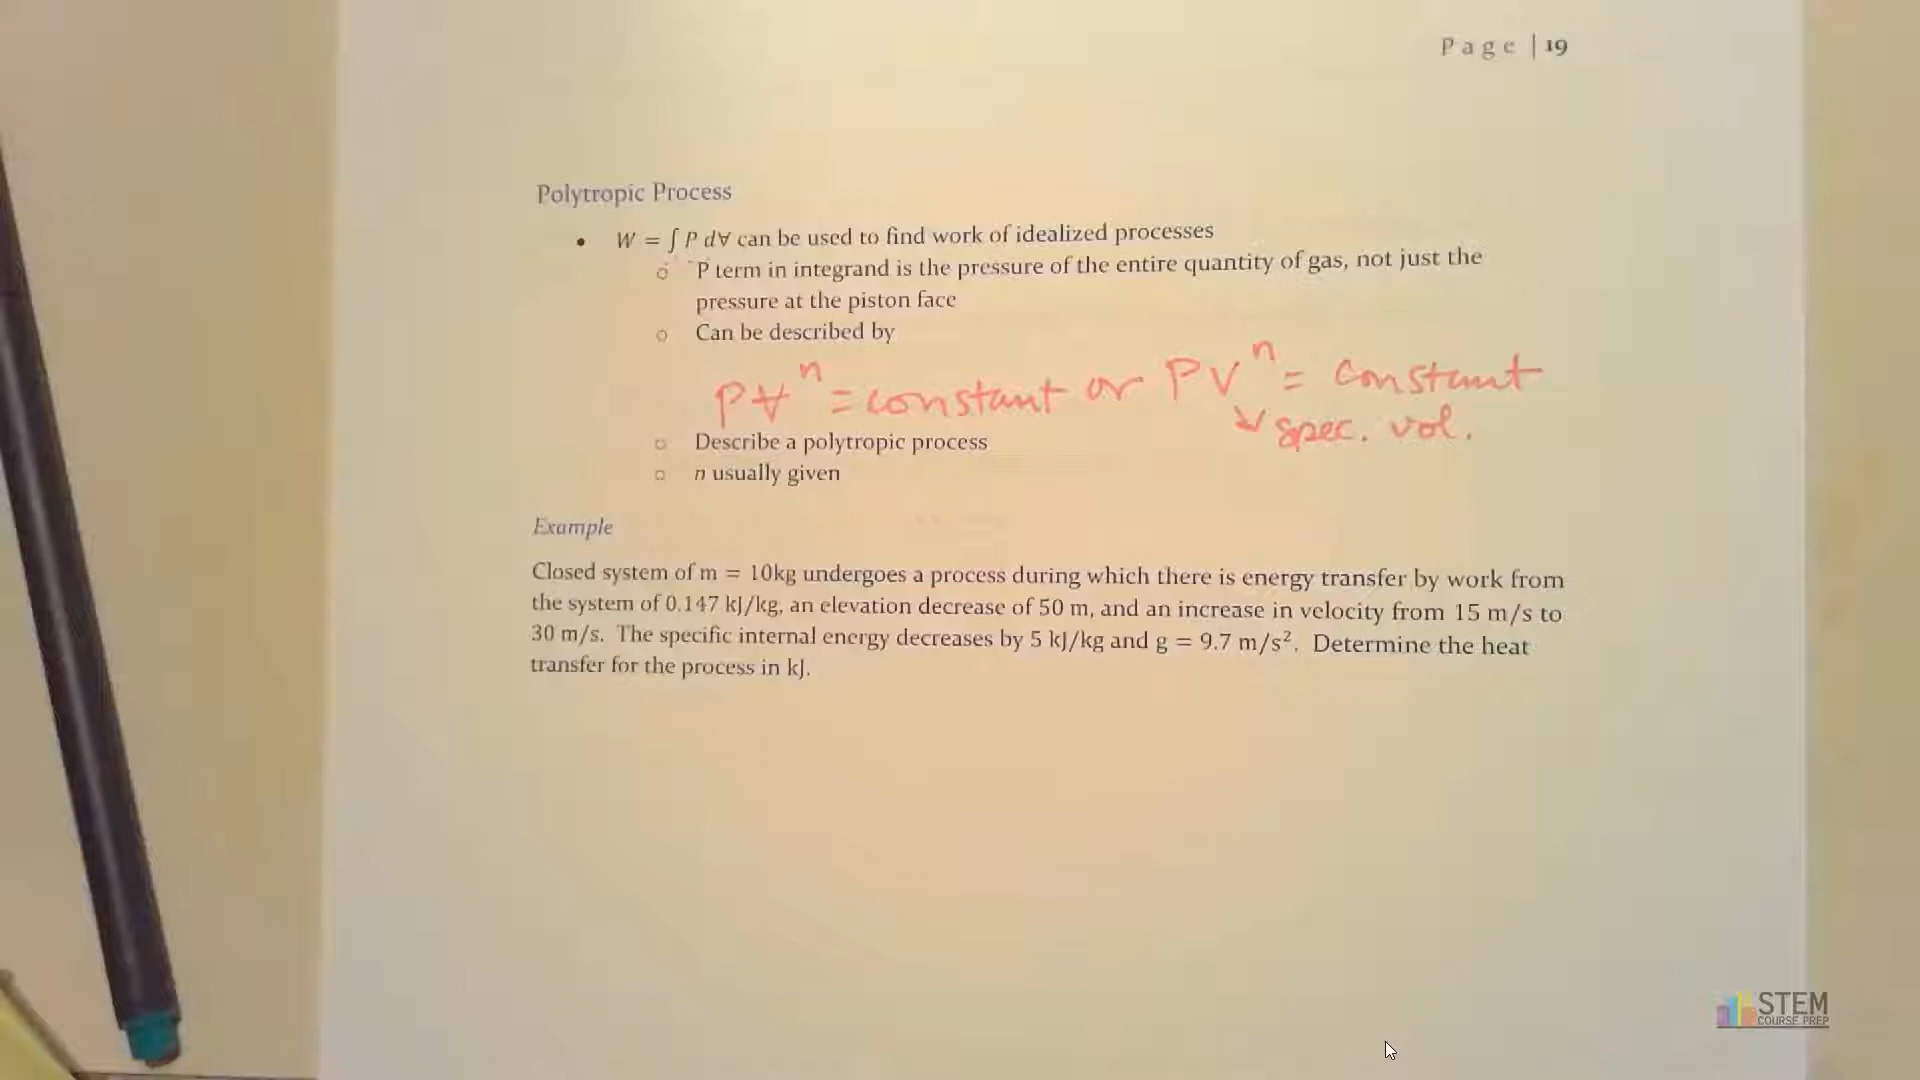 Page | 19
Polytropic Process
• W = ∫ P d∀ can be used to find work of idealized processes
○ P term in integrand is the pressure of the entire quantity of gas, not just the
pressure at the piston face
○ Can be described by
P∀ⁿ = constant or Pvⁿ = constant
↘ spec. vol.
○ Describe a polytropic process
○ n usually given
Example
Closed system of m = 10kg undergoes a process during which there is energy transfer by work from
the system of 0.147 kJ/kg, an elevation decrease of 50 m, and an increase in velocity from 15 m/s to
30 m/s. The specific internal energy decreases by 5 kJ/kg and g = 9.7 m/s². Determine the heat
transfer for the process in kJ.
STEM
COURSE PREP